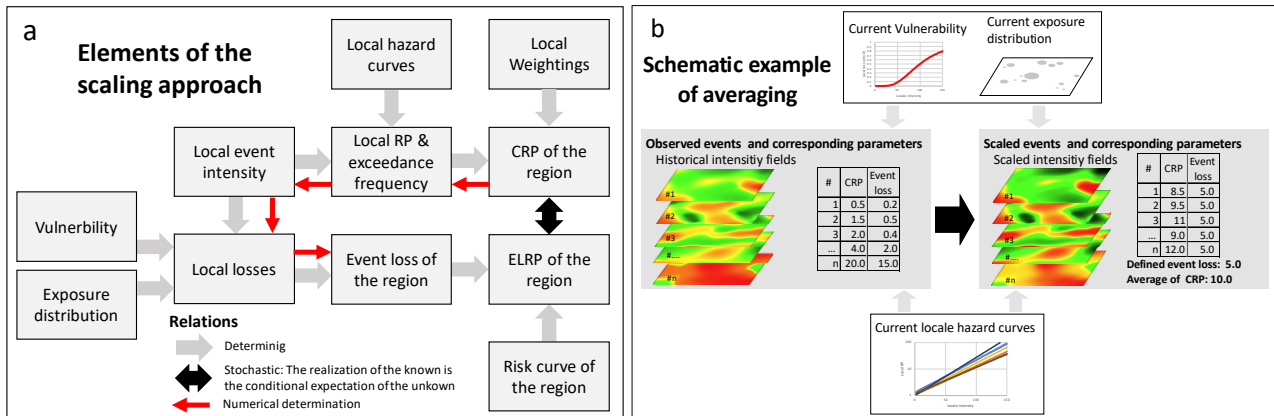 a
Elements of the
scaling approach
Local hazard
curves
Local
Weightings
Local event
intensity
Local RP &
exceedance
frequency
CRP of the
region
Vulnerbility
Exposure
distribution
Local losses
Event loss of
the region
ELRP of the
region
Risk curve of
the region
Relations
Determinig
Stochastic: The realization of the known is
the conditional expectation of the unkown
Numerical determination
b
Schematic example
of averaging
Current Vulnerability
Current exposure
distribution
Observed events and corresponding parameters
Historical intensitiy fields
#1
#2
#3
#....
#n
# CRP Event loss
1 0.5 0.2
2 1.5 0.5
3 2.0 0.4
... 4.0 2.0
n 20.0 15.0
Scaled events and corresponding parameters
Scaled intensitiy fields
#1
#2
#3
#....
#n
# CRP Event loss
1 8.5 5.0
2 9.5 5.0
3 11 5.0
... 9.0 5.0
n 12.0 5.0
Defined event loss: 5.0
Average of CRP: 10.0
Current locale hazard curves
Local RP
locale intensity